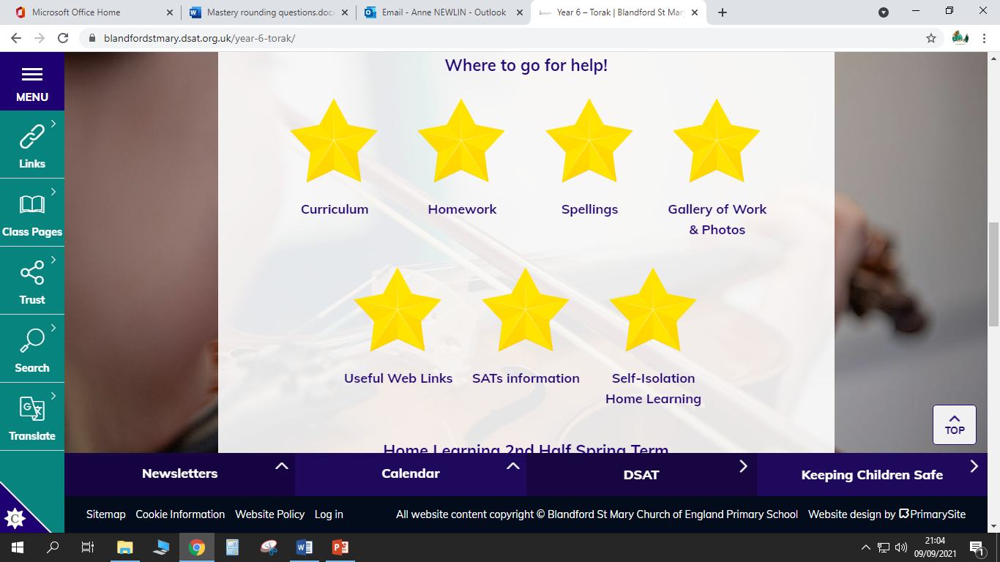 Microsoft Office Home
Mastery rounding questions.docx
Email - Anne NEWLIN - Outlook
Year 6 – Torak | Blandford St Mary
blandfordstmary.dsat.org.uk/year-6-torak/
MENU
Links
Class Pages
Trust
Search
Translate
Where to go for help!
Curriculum
Homework
Spellings
Gallery of Work
& Photos
Useful Web Links
SATs information
Self-Isolation
Home Learning
TOP
Home Learning 2nd Half Spring Term
Newsletters
Calendar
DSAT
Keeping Children Safe
Sitemap
Cookie Information
Website Policy
Log in
All website content copyright © Blandford St Mary Church of England Primary School
Website design by PrimarySite
21:04
09/09/2021
1